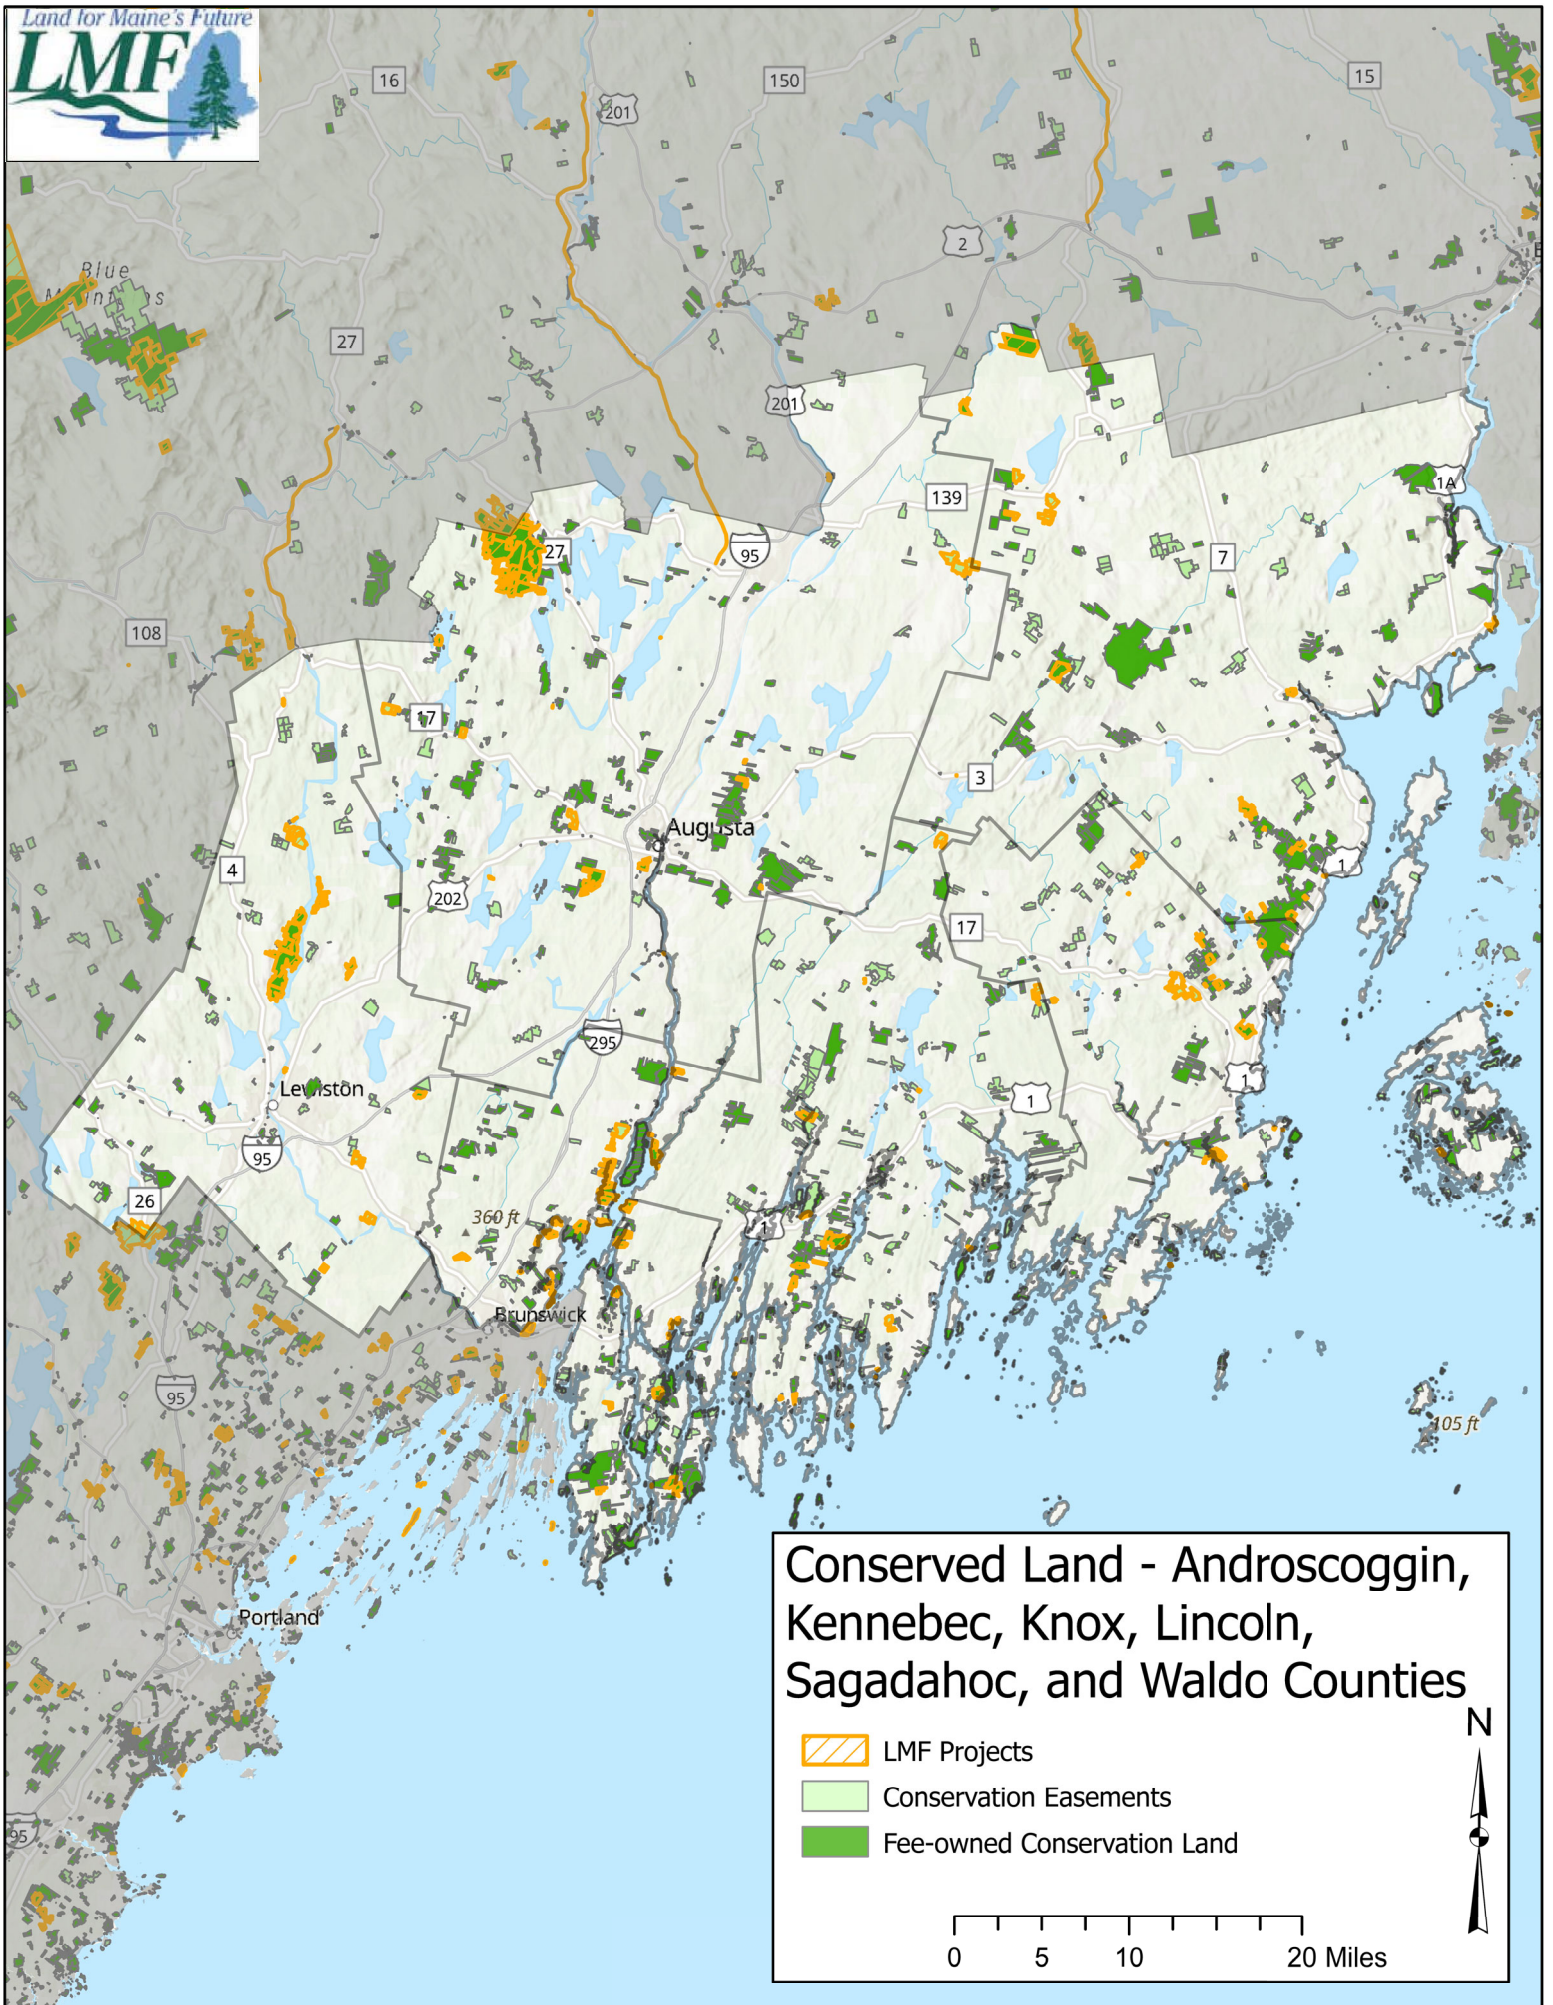 Land for Maine's Future
LMF
16
150
15
201
2
Blue
27
201
139
1A
27
95
7
108
17
3
Augusta
4
1
202
17
295
Lewiston
1
1
95
26
360 ft
1
Brunswick
95
105 ft
Portland
95
Conserved Land - Androscoggin,
Kennebec, Knox, Lincoln,
Sagadahoc, and Waldo Counties
N
LMF Projects
Conservation Easements
Fee-owned Conservation Land
0 5 10 20 Miles